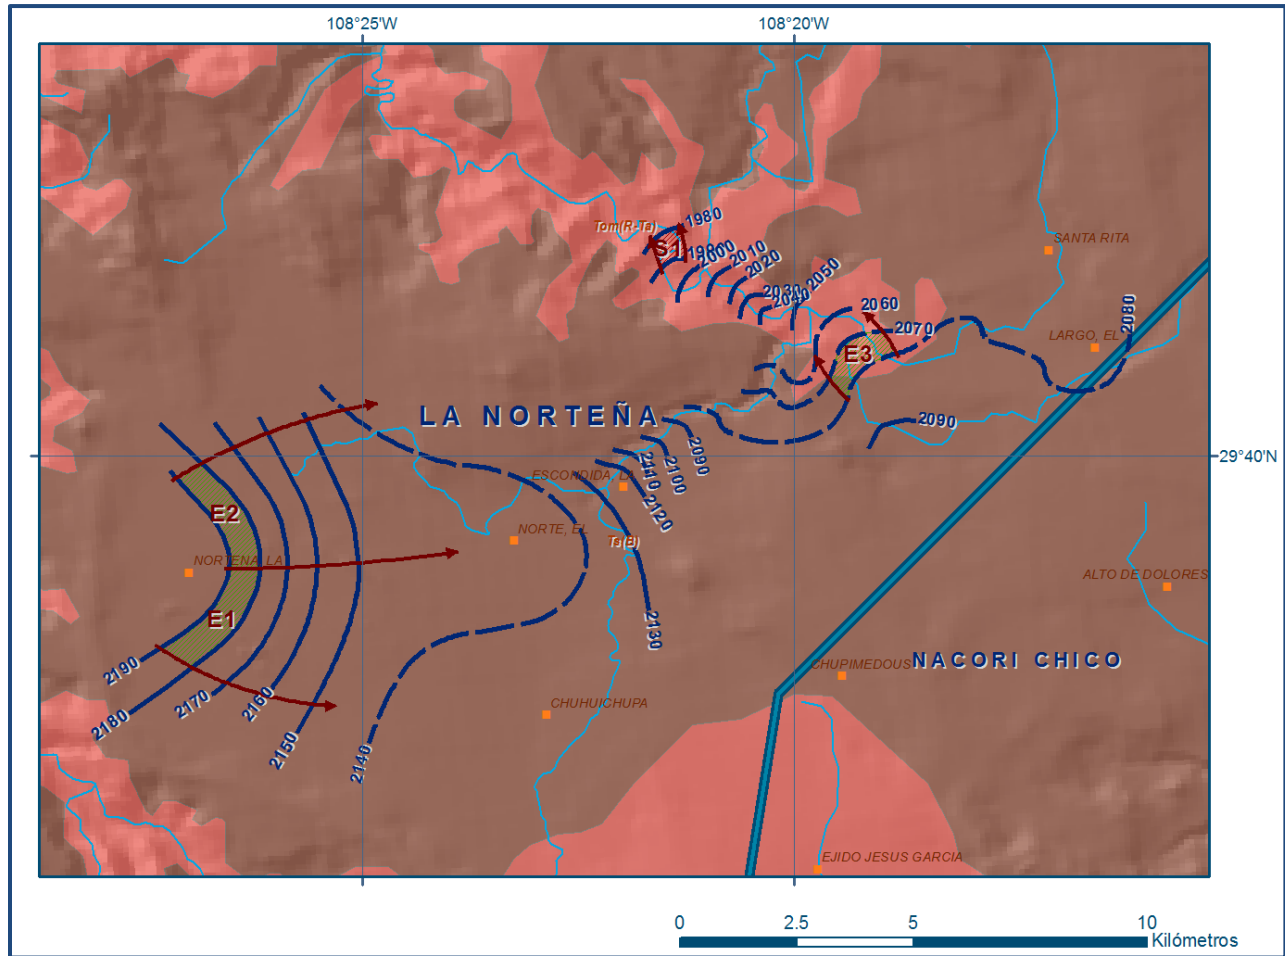 108°25'W
108°20'W
Tom(R-Ta)
1980
S1
1990
2000
2010
2020
2030
2040
2050
2060
2070
2080
SANTA RITA
LARGO, EL
E3
LA NORTEÑA
2090
2090
2100
2110
2120
29°40'N
ESCONDIDA, LA
E2
NORTE, EL
Ts(B)
NORTENA, LA
ALTO DE DOLORES
E1
2130
2190
2180
2170
2160
2150
2140
CHUPIMEDOUS
NACORI CHICO
CHUHUICHUPA
EJIDO JESUS GARCIA
0
2.5
5
10
Kilómetros